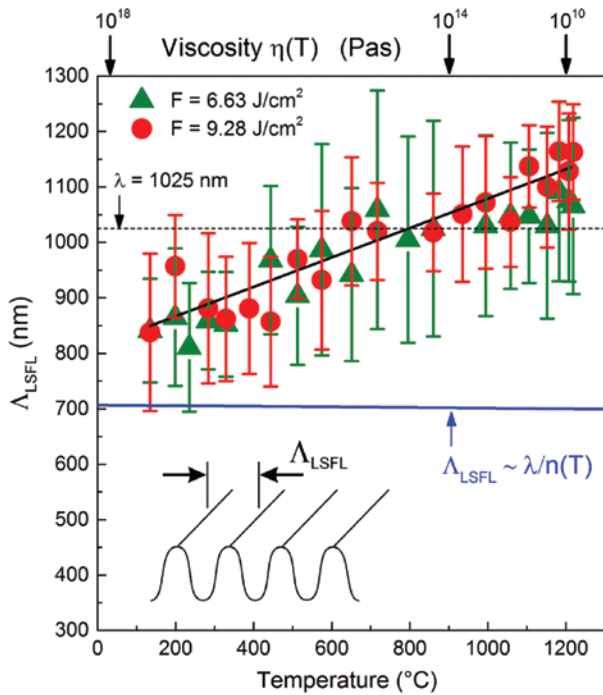 10¹⁸ 10¹⁴ 10¹⁰
Viscosity η(T) (Pas)
1300
1200
1100
1000
900
800
700
600
500
400
300
Λ_LSFL (nm)
F = 6.63 J/cm²
F = 9.28 J/cm²
λ = 1025 nm
Λ_LSFL ~ λ/n(T)
Λ_LSFL
0 200 400 600 800 1000 1200
Temperature (°C)